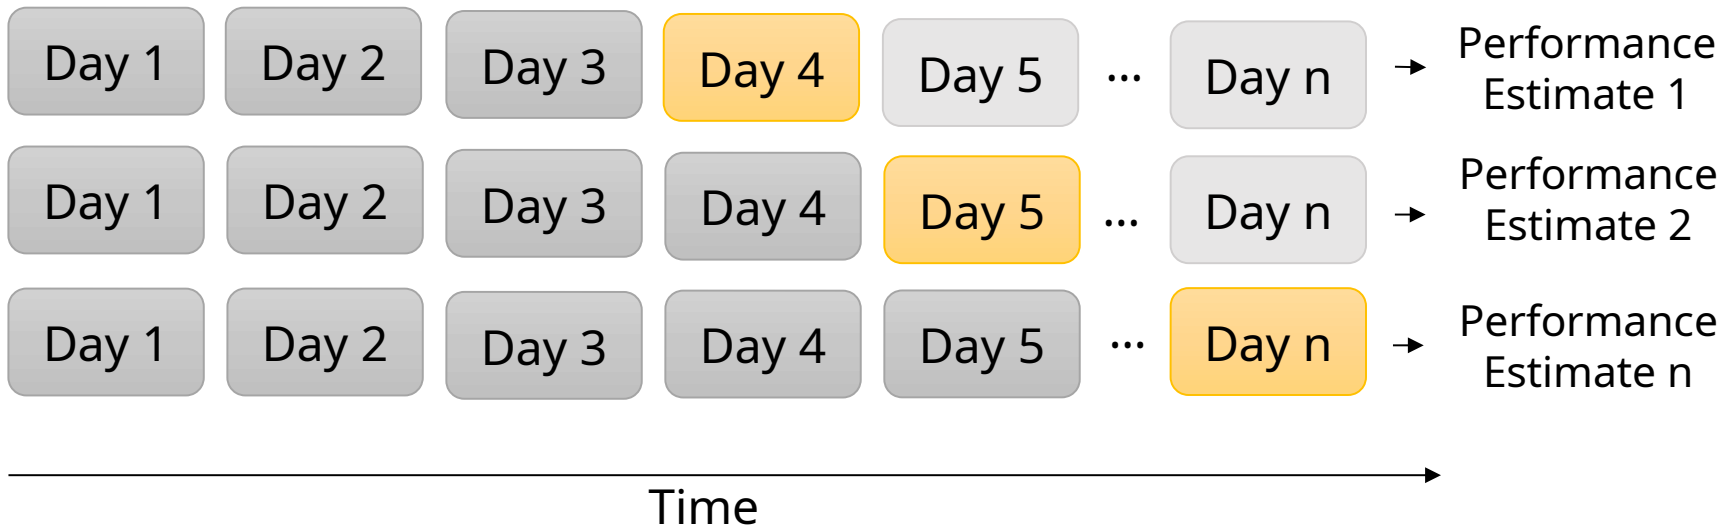 Day 1 Day 2 Day 3 Day 4 Day 5 ... Day n Performance
Estimate 1
Day 1 Day 2 Day 3 Day 4 Day 5 ... Day n Performance
Estimate 2
Day 1 Day 2 Day 3 Day 4 Day 5 ... Day n Performance
Estimate n
Time